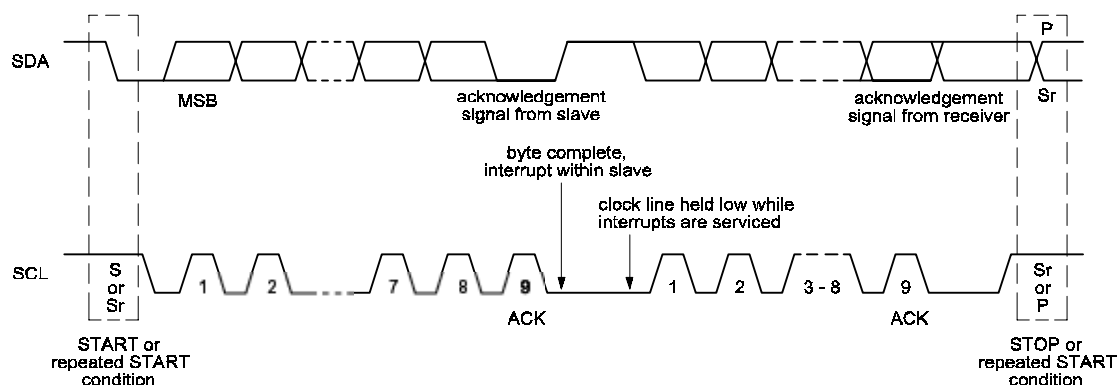 P
SDA
MSB
acknowledgement
signal from slave
acknowledgement
signal from receiver
Sr
byte complete,
interrupt within slave
clock line held low while
interrupts are serviced
SCL
S
or
Sr
1
2
7
8
9
1
2
3 - 8
9
Sr
or
P
ACK
ACK
START or
repeated START
condition
STOP or
repeated START
condition